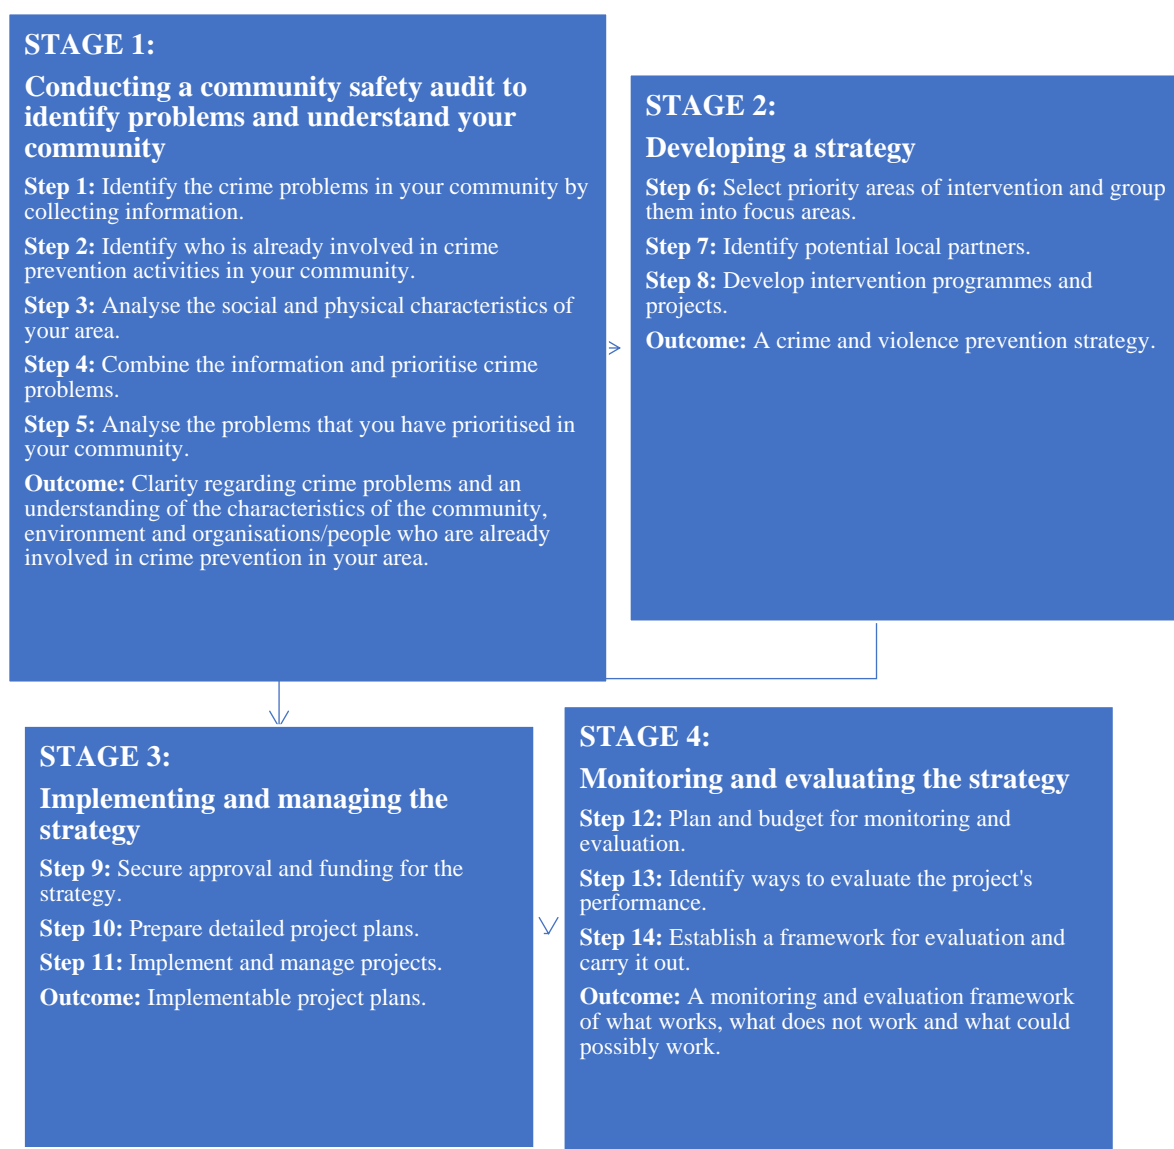 STAGE 1:
Conducting a community safety audit to
identify problems and understand your
community
Step 1: Identify the crime problems in your community by
collecting information.
Step 2: Identify who is already involved in crime
prevention activities in your community.
Step 3: Analyse the social and physical characteristics of
your area.
Step 4: Combine the information and prioritise crime
problems.
Step 5: Analyse the problems that you have prioritised in
your community.
Outcome: Clarity regarding crime problems and an
understanding of the characteristics of the community,
environment and organisations/people who are already
involved in crime prevention in your area.
STAGE 2:
Developing a strategy
Step 6: Select priority areas of intervention and group
them into focus areas.
Step 7: Identify potential local partners.
Step 8: Develop intervention programmes and
projects.
Outcome: A crime and violence prevention strategy.
STAGE 3:
Implementing and managing the
strategy
Step 9: Secure approval and funding for the
strategy.
Step 10: Prepare detailed project plans.
Step 11: Implement and manage projects.
Outcome: Implementable project plans.
STAGE 4:
Monitoring and evaluating the strategy
Step 12: Plan and budget for monitoring and
evaluation.
Step 13: Identify ways to evaluate the project's
performance.
Step 14: Establish a framework for evaluation and
carry it out.
Outcome: A monitoring and evaluation framework
of what works, what does not work and what could
possibly work.